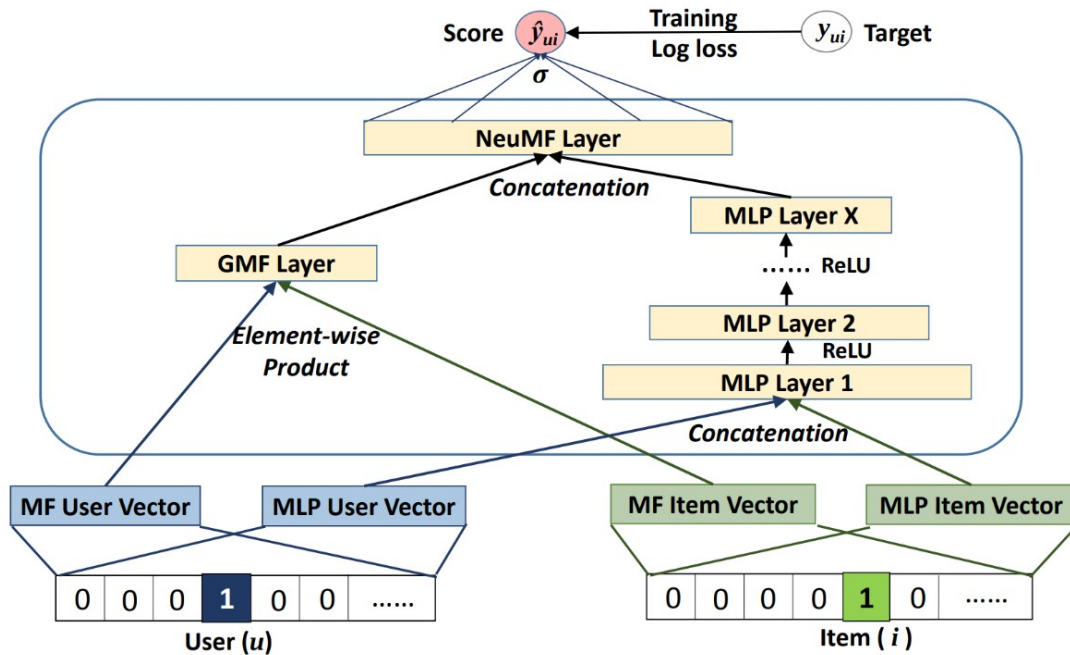 Score ŷui Training yui Target
Log loss
σ
NeuMF Layer
Concatenation
MLP Layer X
GMF Layer
...... ReLU
Element-wise
Product
MLP Layer 2
ReLU
MLP Layer 1
Concatenation
MF User Vector MLP User Vector MF Item Vector MLP Item Vector
0 0 0 1 0 0 ...... 0 0 0 0 1 0 ......
User (u) Item ( i )